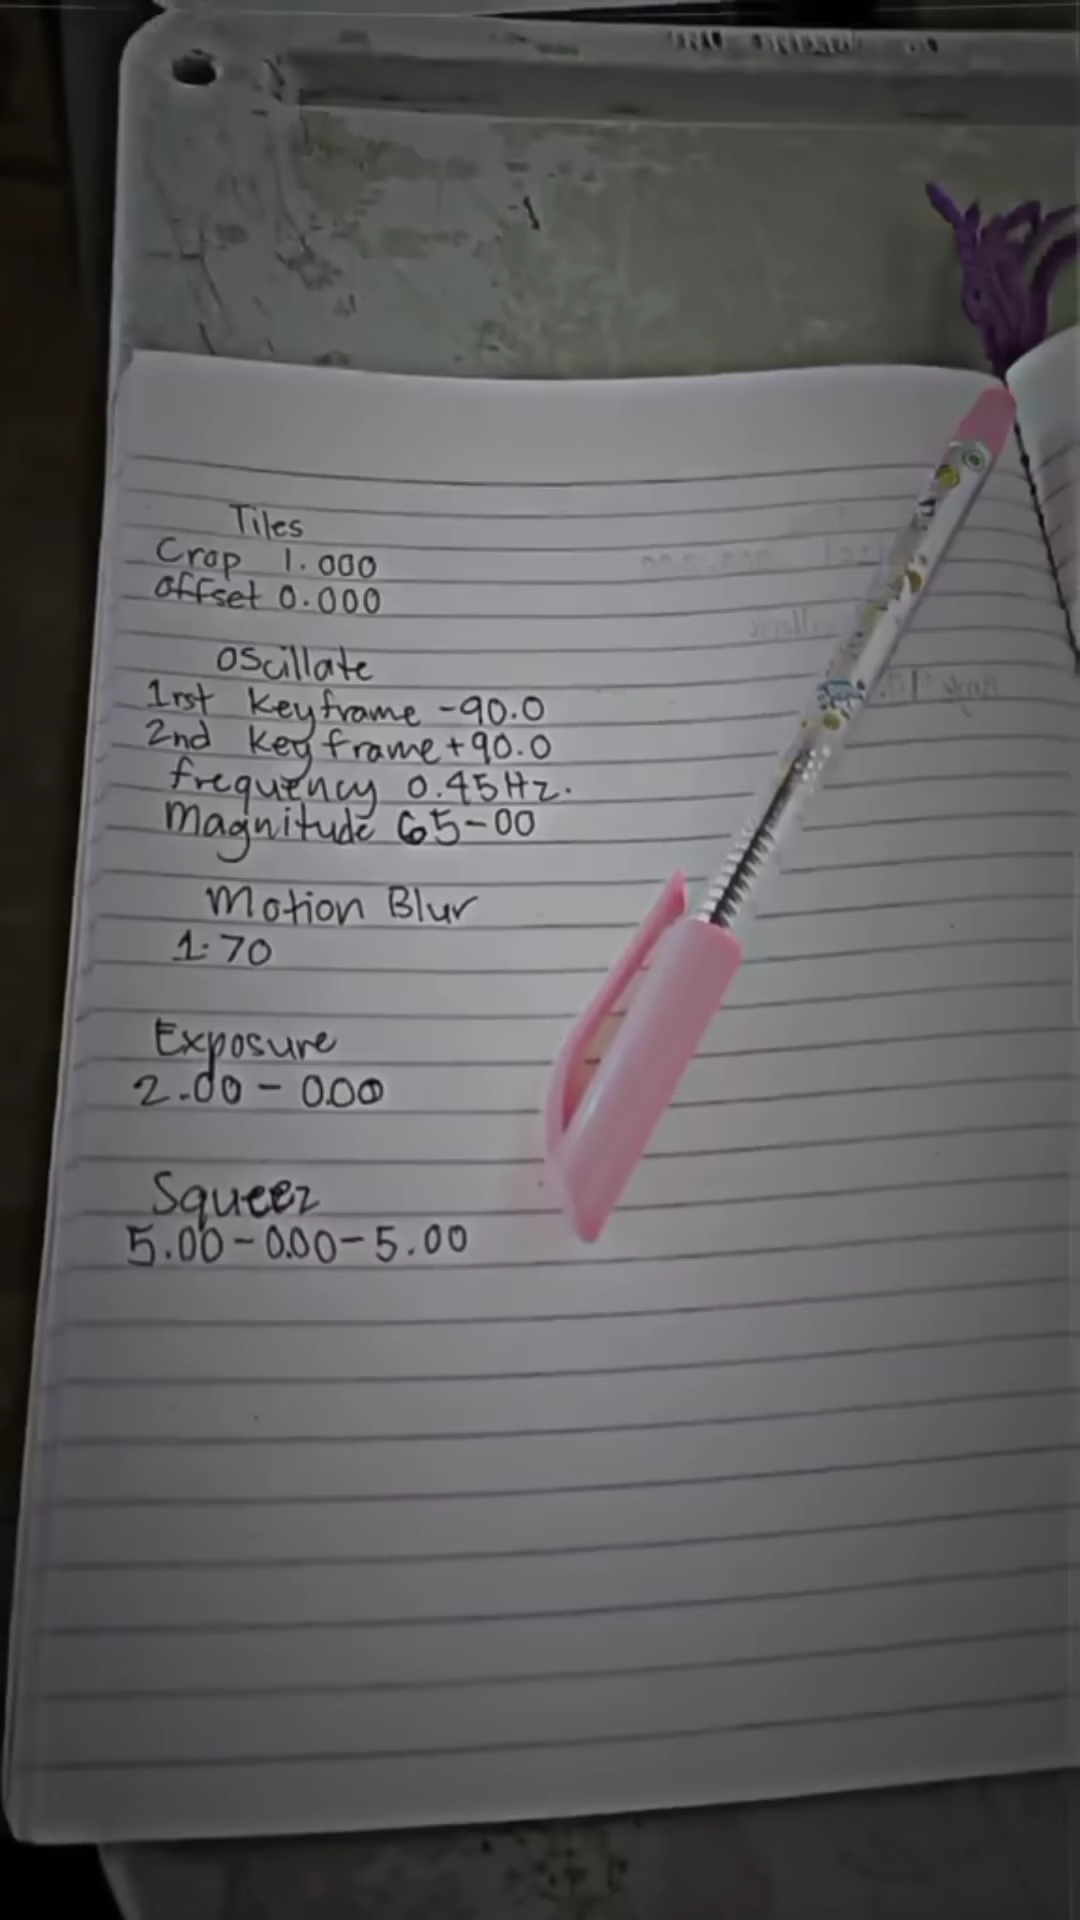 Tiles
Crop 1.000
offset 0.000
Oscillate
1rst Keyframe -90.0
2nd Keyframe +90.0
frequency 0.45Hz.
Magnitude 65-00
Motion Blur
1.70
Exposure
2.00 - 0.00
Squeez
5.00-0.00-5.00